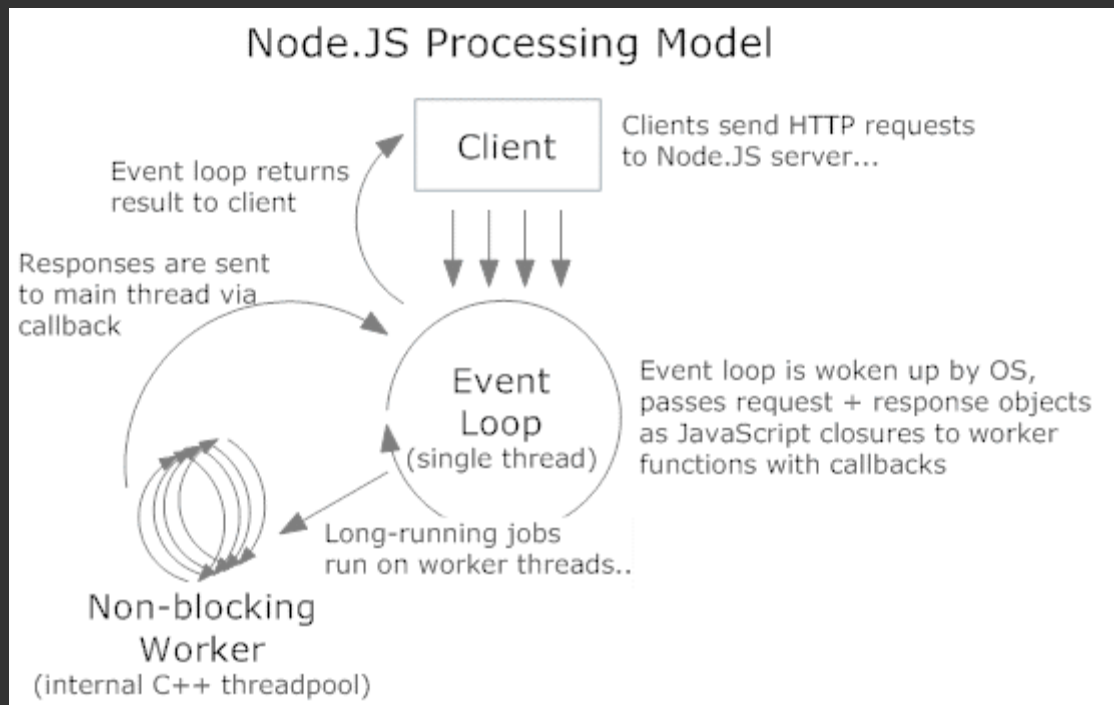 Node.JS Processing Model
Client
Clients send HTTP requests
to Node.JS server...
Event loop returns
result to client
Responses are sent
to main thread via
callback
Event
Loop
(single thread)
Event loop is woken up by OS,
passes request + response objects
as JavaScript closures to worker
functions with callbacks
Long-running jobs
run on worker threads..
Non-blocking
Worker
(internal C++ threadpool)